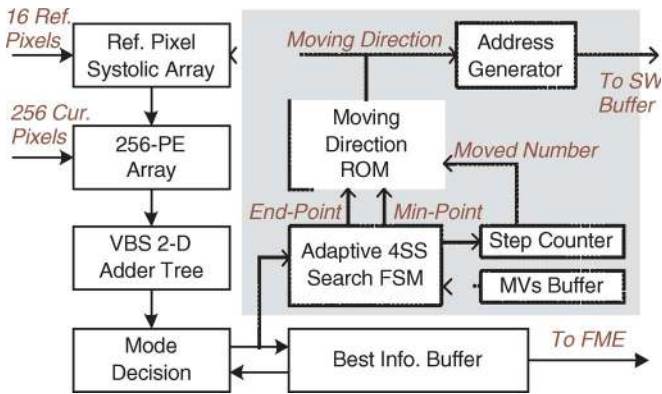 16 Ref.
Pixels
Ref. Pixel
Systolic Array
Moving Direction
Address
Generator
To SW
Buffer
256 Cur.
Pixels
256-PE
Array
Moving
Direction
ROM
Moved Number
End-Point
Min-Point
VBS 2-D
Adder Tree
Adaptive 4SS
Search FSM
Step Counter
MVs Buffer
Mode
Decision
Best Info. Buffer
To FME